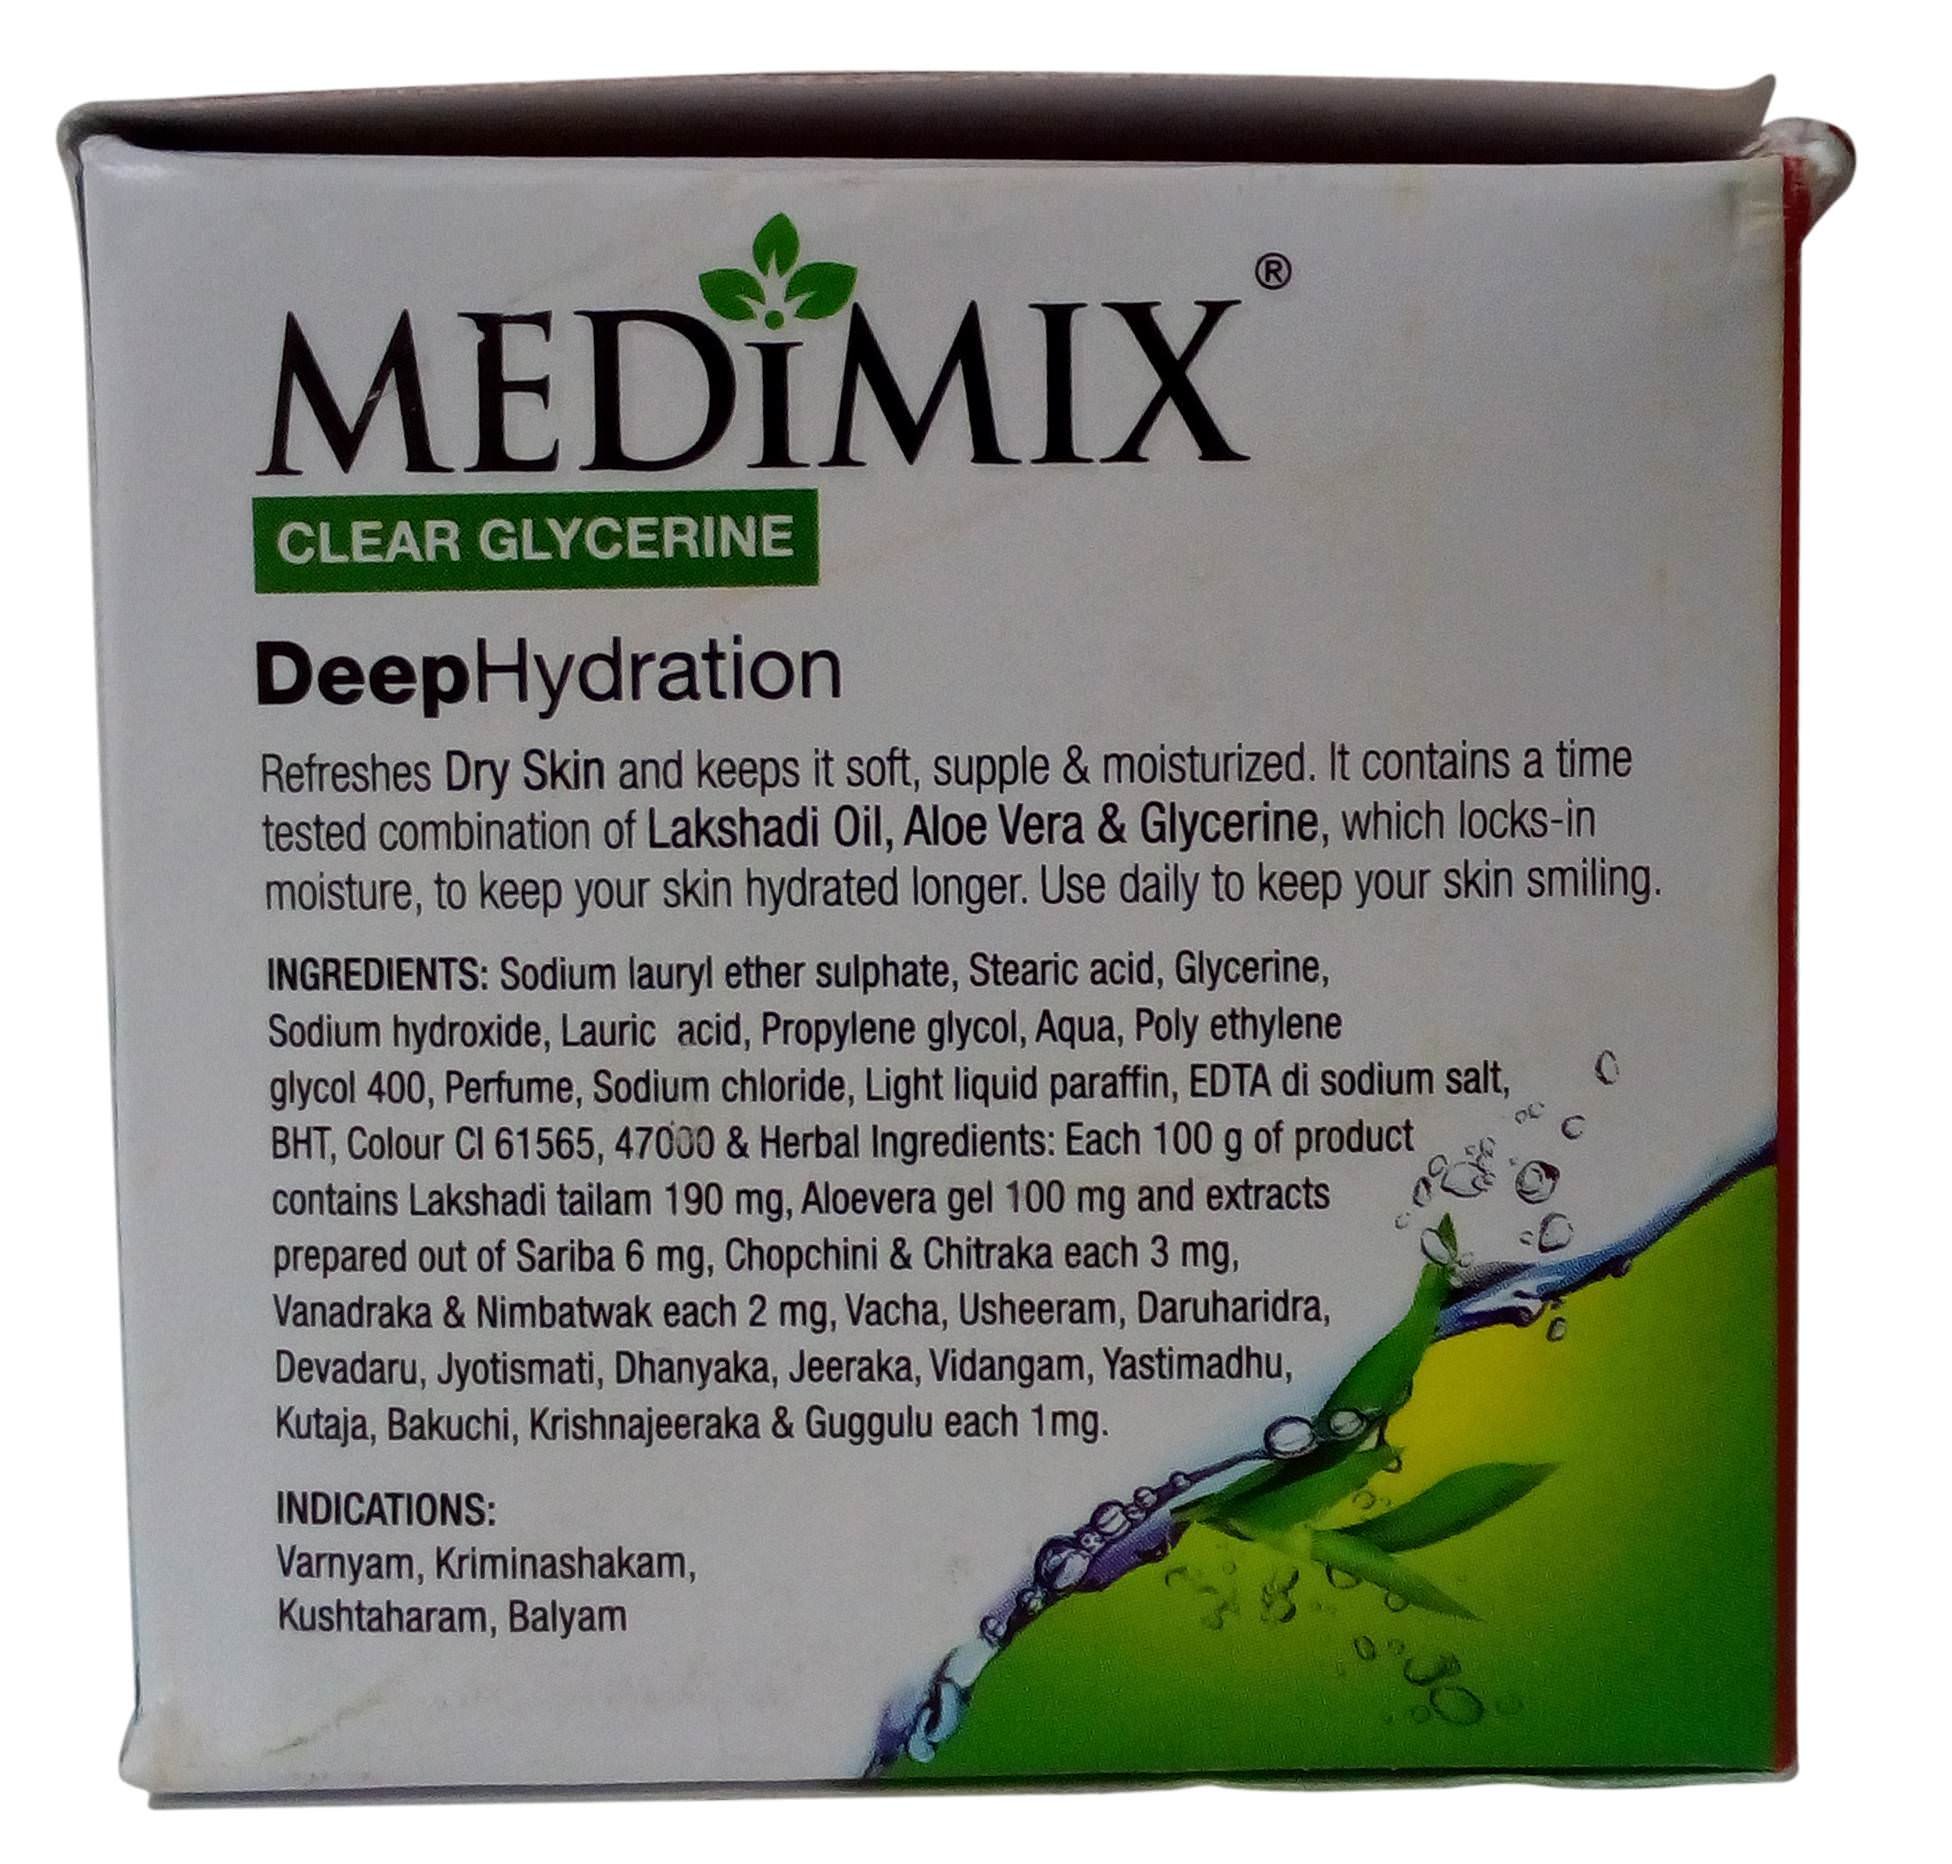 MEDiMIX®
CLEAR GLYCERINE
DeepHydration
Refreshes Dry Skin and keeps it soft, supple & moisturized. It contains a time
tested combination of Lakshadi Oil, Aloe Vera & Glycerine, which locks-in
moisture, to keep your skin hydrated longer. Use daily to keep your skin smiling.
INGREDIENTS: Sodium lauryl ether sulphate, Stearic acid, Glycerine,
Sodium hydroxide, Lauric acid, Propylene glycol, Aqua, Poly ethylene
glycol 400, Perfume, Sodium chloride, Light liquid paraffin, EDTA di sodium salt,
BHT, Colour CI 61565, 47000 & Herbal Ingredients: Each 100 g of product
contains Lakshadi tailam 190 mg, Aloevera gel 100 mg and extracts
prepared out of Sariba 6 mg, Chopchini & Chitraka each 3 mg,
Vanadraka & Nimbatwak each 2 mg, Vacha, Usheeram, Daruharidra,
Devadaru, Jyotismati, Dhanyaka, Jeeraka, Vidangam, Yastimadhu,
Kutaja, Bakuchi, Krishnajeeraka & Guggulu each 1mg.
INDICATIONS:
Varnyam, Kriminashakam,
Kushtaharam, Balyam